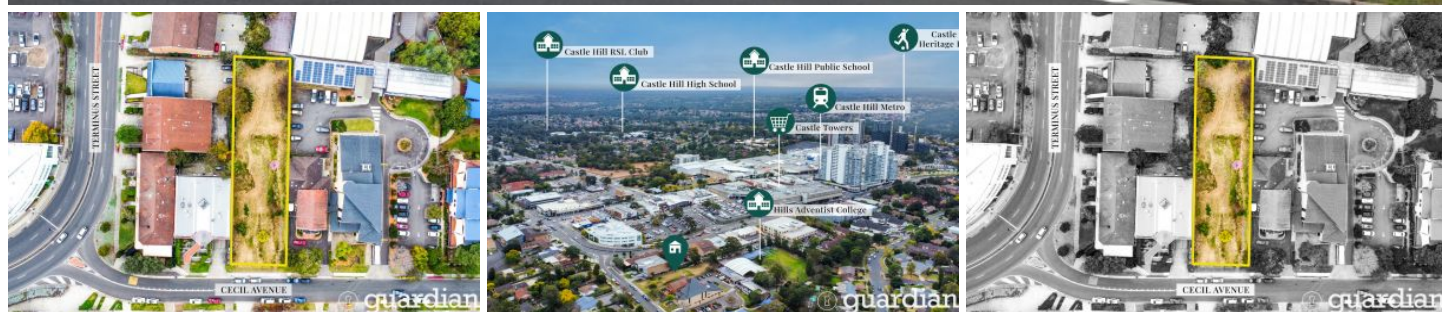 TERMINUS STREET
CECIL AVENUE
guardian
Castle Hill RSL Club
Castle Hill High School
Castle Hill Public School
Castle
Heritage
Castle Hill Metro
Castle Towers
Hills Adventist College
guardian
TERMINUS STREET
CECIL AVENUE
guardian